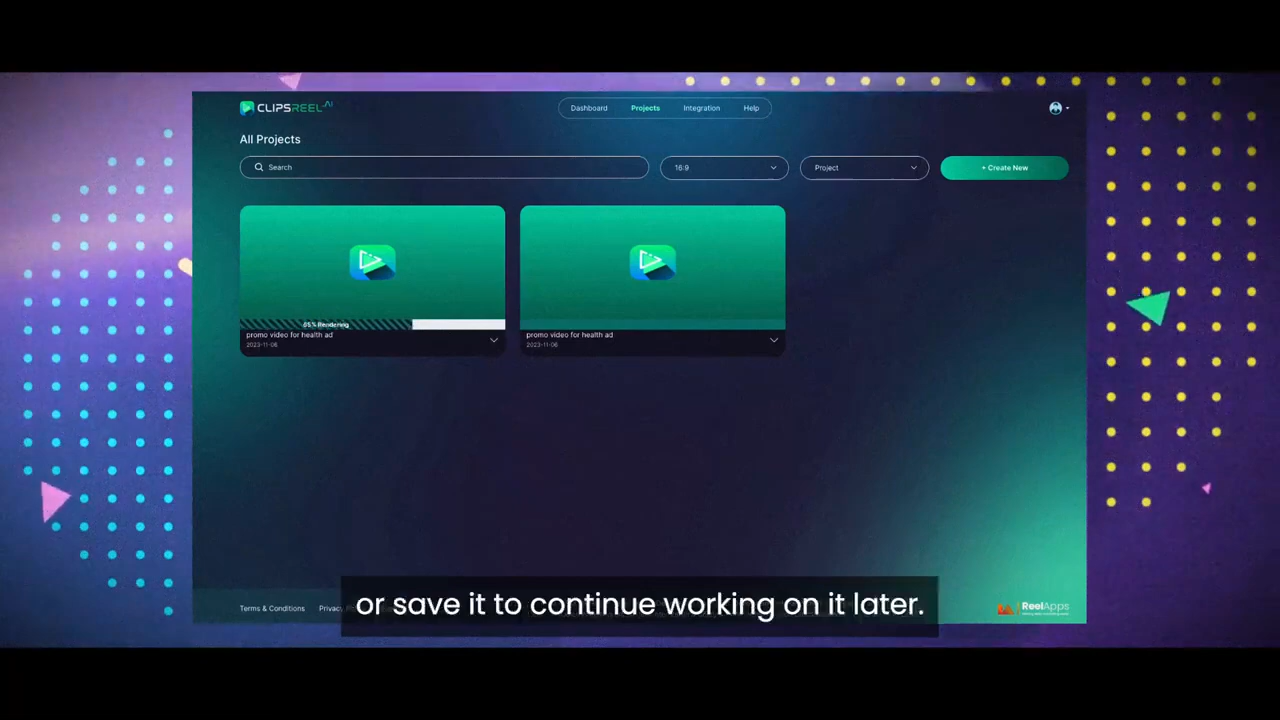 CLIPSREEL AI
Dashboard
Projects
Integration
Help
All Projects
Search
16:9
Project
+ Create New
85% Rendering
promo video for health ad
2023-11-06
promo video for health ad
2023-11-06
or save it to continue working on it later.
Terms & Conditions
ReelApps